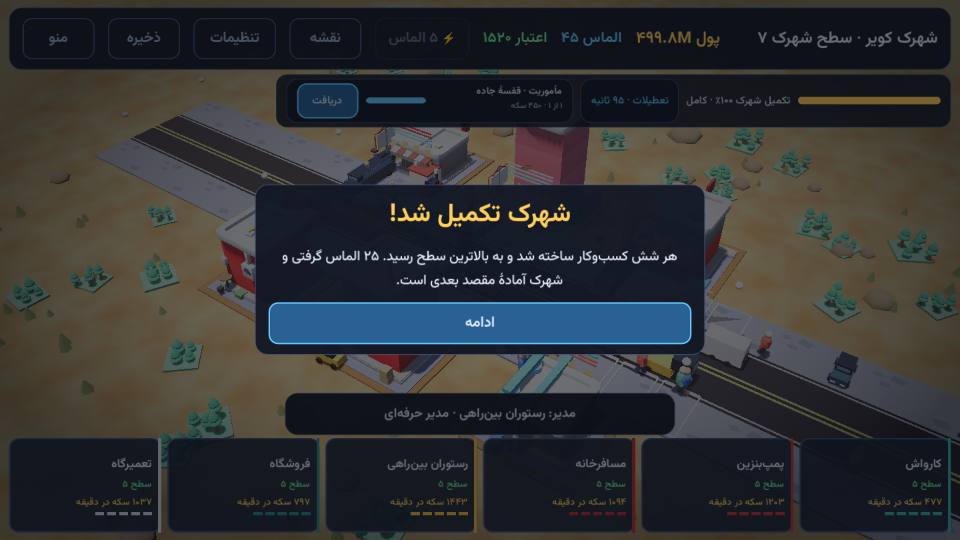 شهرک کویر · سطح شهرک ۷
پول ۴۹۹.۸M
الماس ۴۵
اعتبار ۱۵۲۰
⚡ ۵ الماس
نقشه
تنظیمات
ذخیره
منو
تکمیل شهرک ۱۰۰٪ · کامل
تعطیلات · ۹۵ ثانیه
مأموریت · قفسهٔ جاده
۱ از ۱ · ۴۵۰ سکه
دریافت
شهرک تکمیل شد!
هر شش کسب‌وکار ساخته شد و به بالاترین سطح رسید. ۲۵ الماس گرفتی و
شهرک آمادهٔ مقصد بعدی است.
ادامه
مدیر: رستوران بین‌راهی · مدیر حرفه‌ای
کارواش
سطح ۵
۴۷۷ سکه در دقیقه
پمپ‌بنزین
سطح ۵
۱۲۰۳ سکه در دقیقه
مسافرخانه
سطح ۵
۱۰۹۴ سکه در دقیقه
رستوران بین‌راهی
سطح ۵
۱۴۴۳ سکه در دقیقه
فروشگاه
سطح ۵
۷۹۷ سکه در دقیقه
تعمیرگاه
سطح ۵
۱۰۳۷ سکه در دقیقه